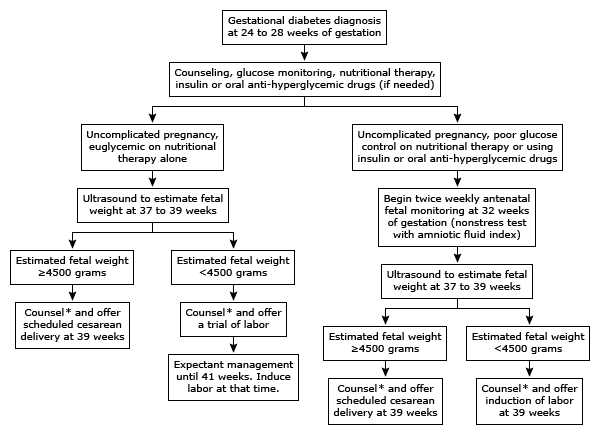 Gestational diabetes diagnosis
at 24 to 28 weeks of gestation
Counseling, glucose monitoring, nutritional therapy,
insulin or oral anti-hyperglycemic drugs (if needed)
Uncomplicated pregnancy,
euglycemic on nutritional
therapy alone
Ultrasound to estimate fetal
weight at 37 to 39 weeks
Estimated fetal weight
≥4500 grams
Counsel* and offer
scheduled cesarean
delivery at 39 weeks
Estimated fetal weight
<4500 grams
Counsel* and offer
a trial of labor
Expectant management
until 41 weeks. Induce
labor at that time.
Uncomplicated pregnancy, poor glucose
control on nutritional therapy or using
insulin or oral anti-hyperglycemic drugs
Begin twice weekly antenatal
fetal monitoring at 32 weeks
of gestation (nonstress test
with amniotic fluid index)
Ultrasound to estimate fetal
weight at 37 to 39 weeks
Estimated fetal weight
≥4500 grams
Counsel* and offer
scheduled cesarean
delivery at 39 weeks
Estimated fetal weight
<4500 grams
Counsel* and offer
induction of labor
at 39 weeks